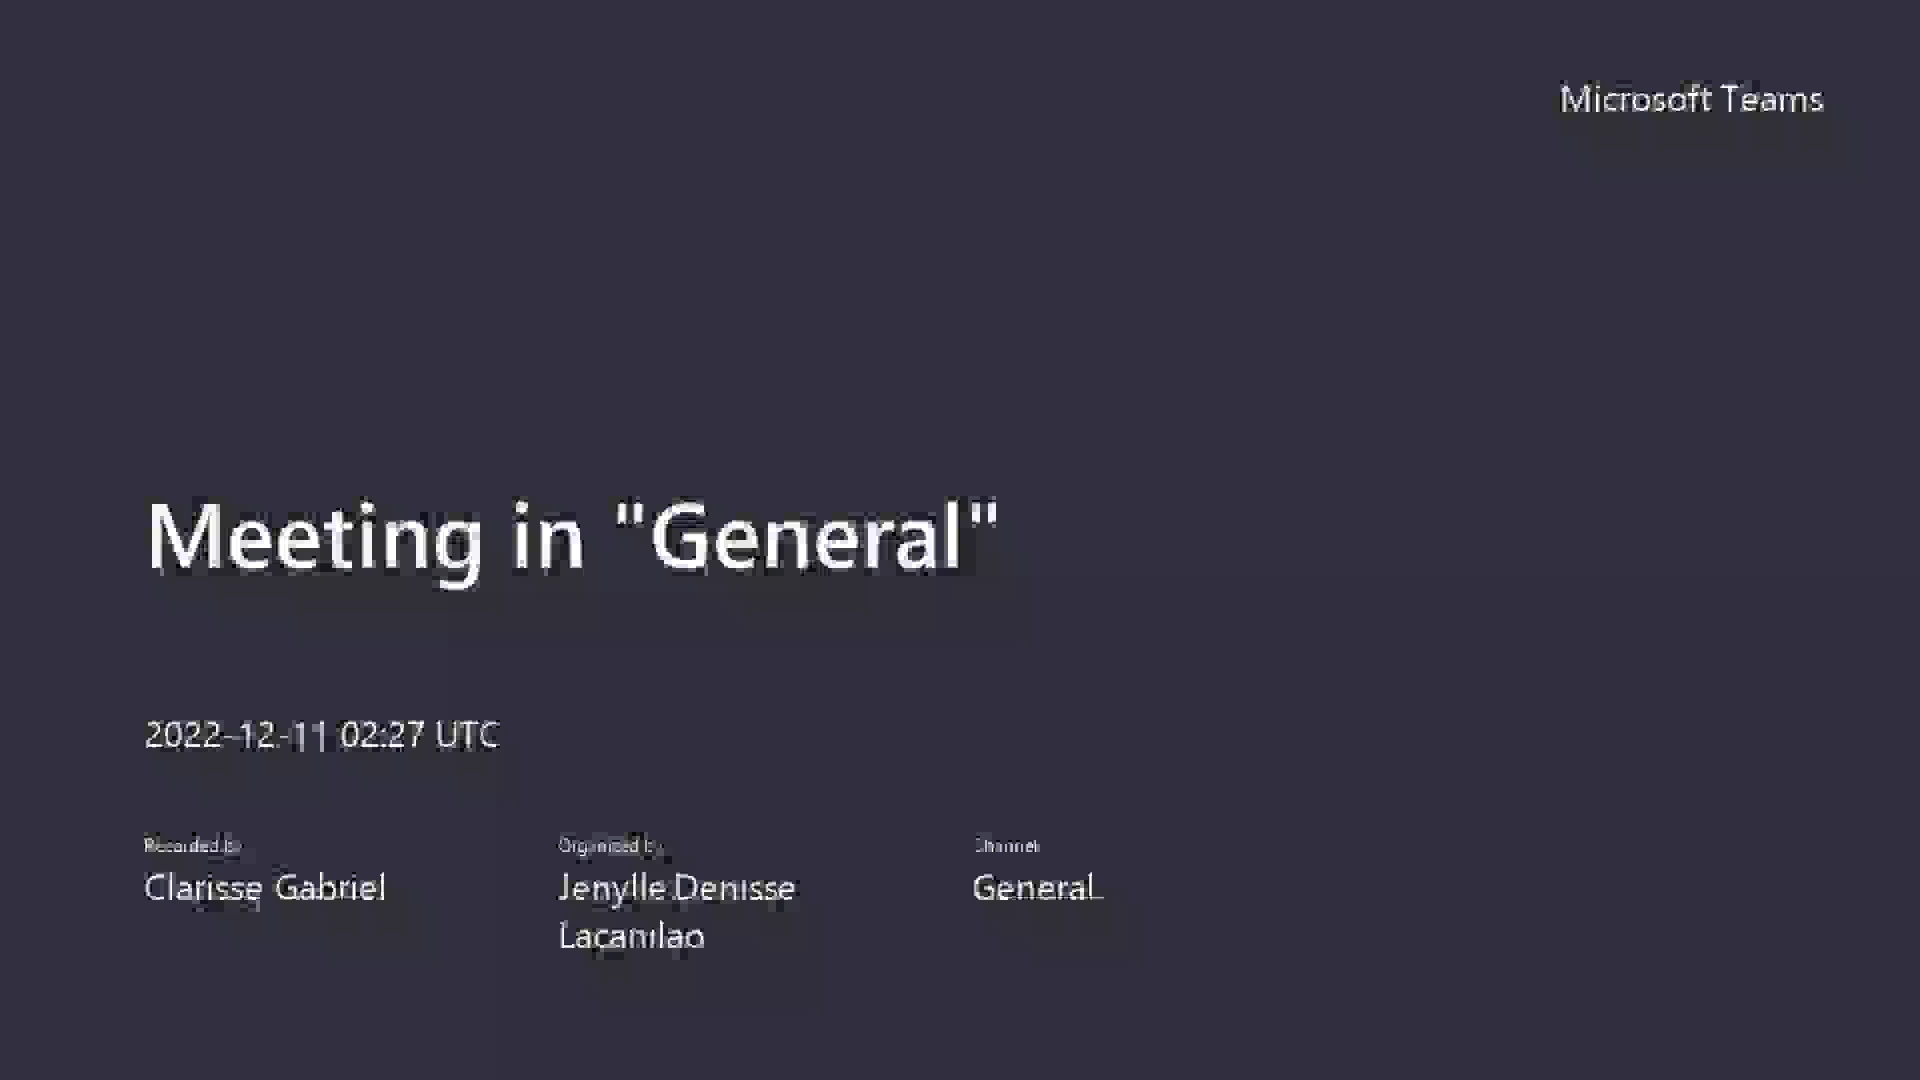 Microsoft Teams
Meeting in "General"
2022-12-11 02:27 UTC
Recorded by
Organized by
Channel
Clarisse Gabriel
Jenylle Denisse
General
Lacanilao